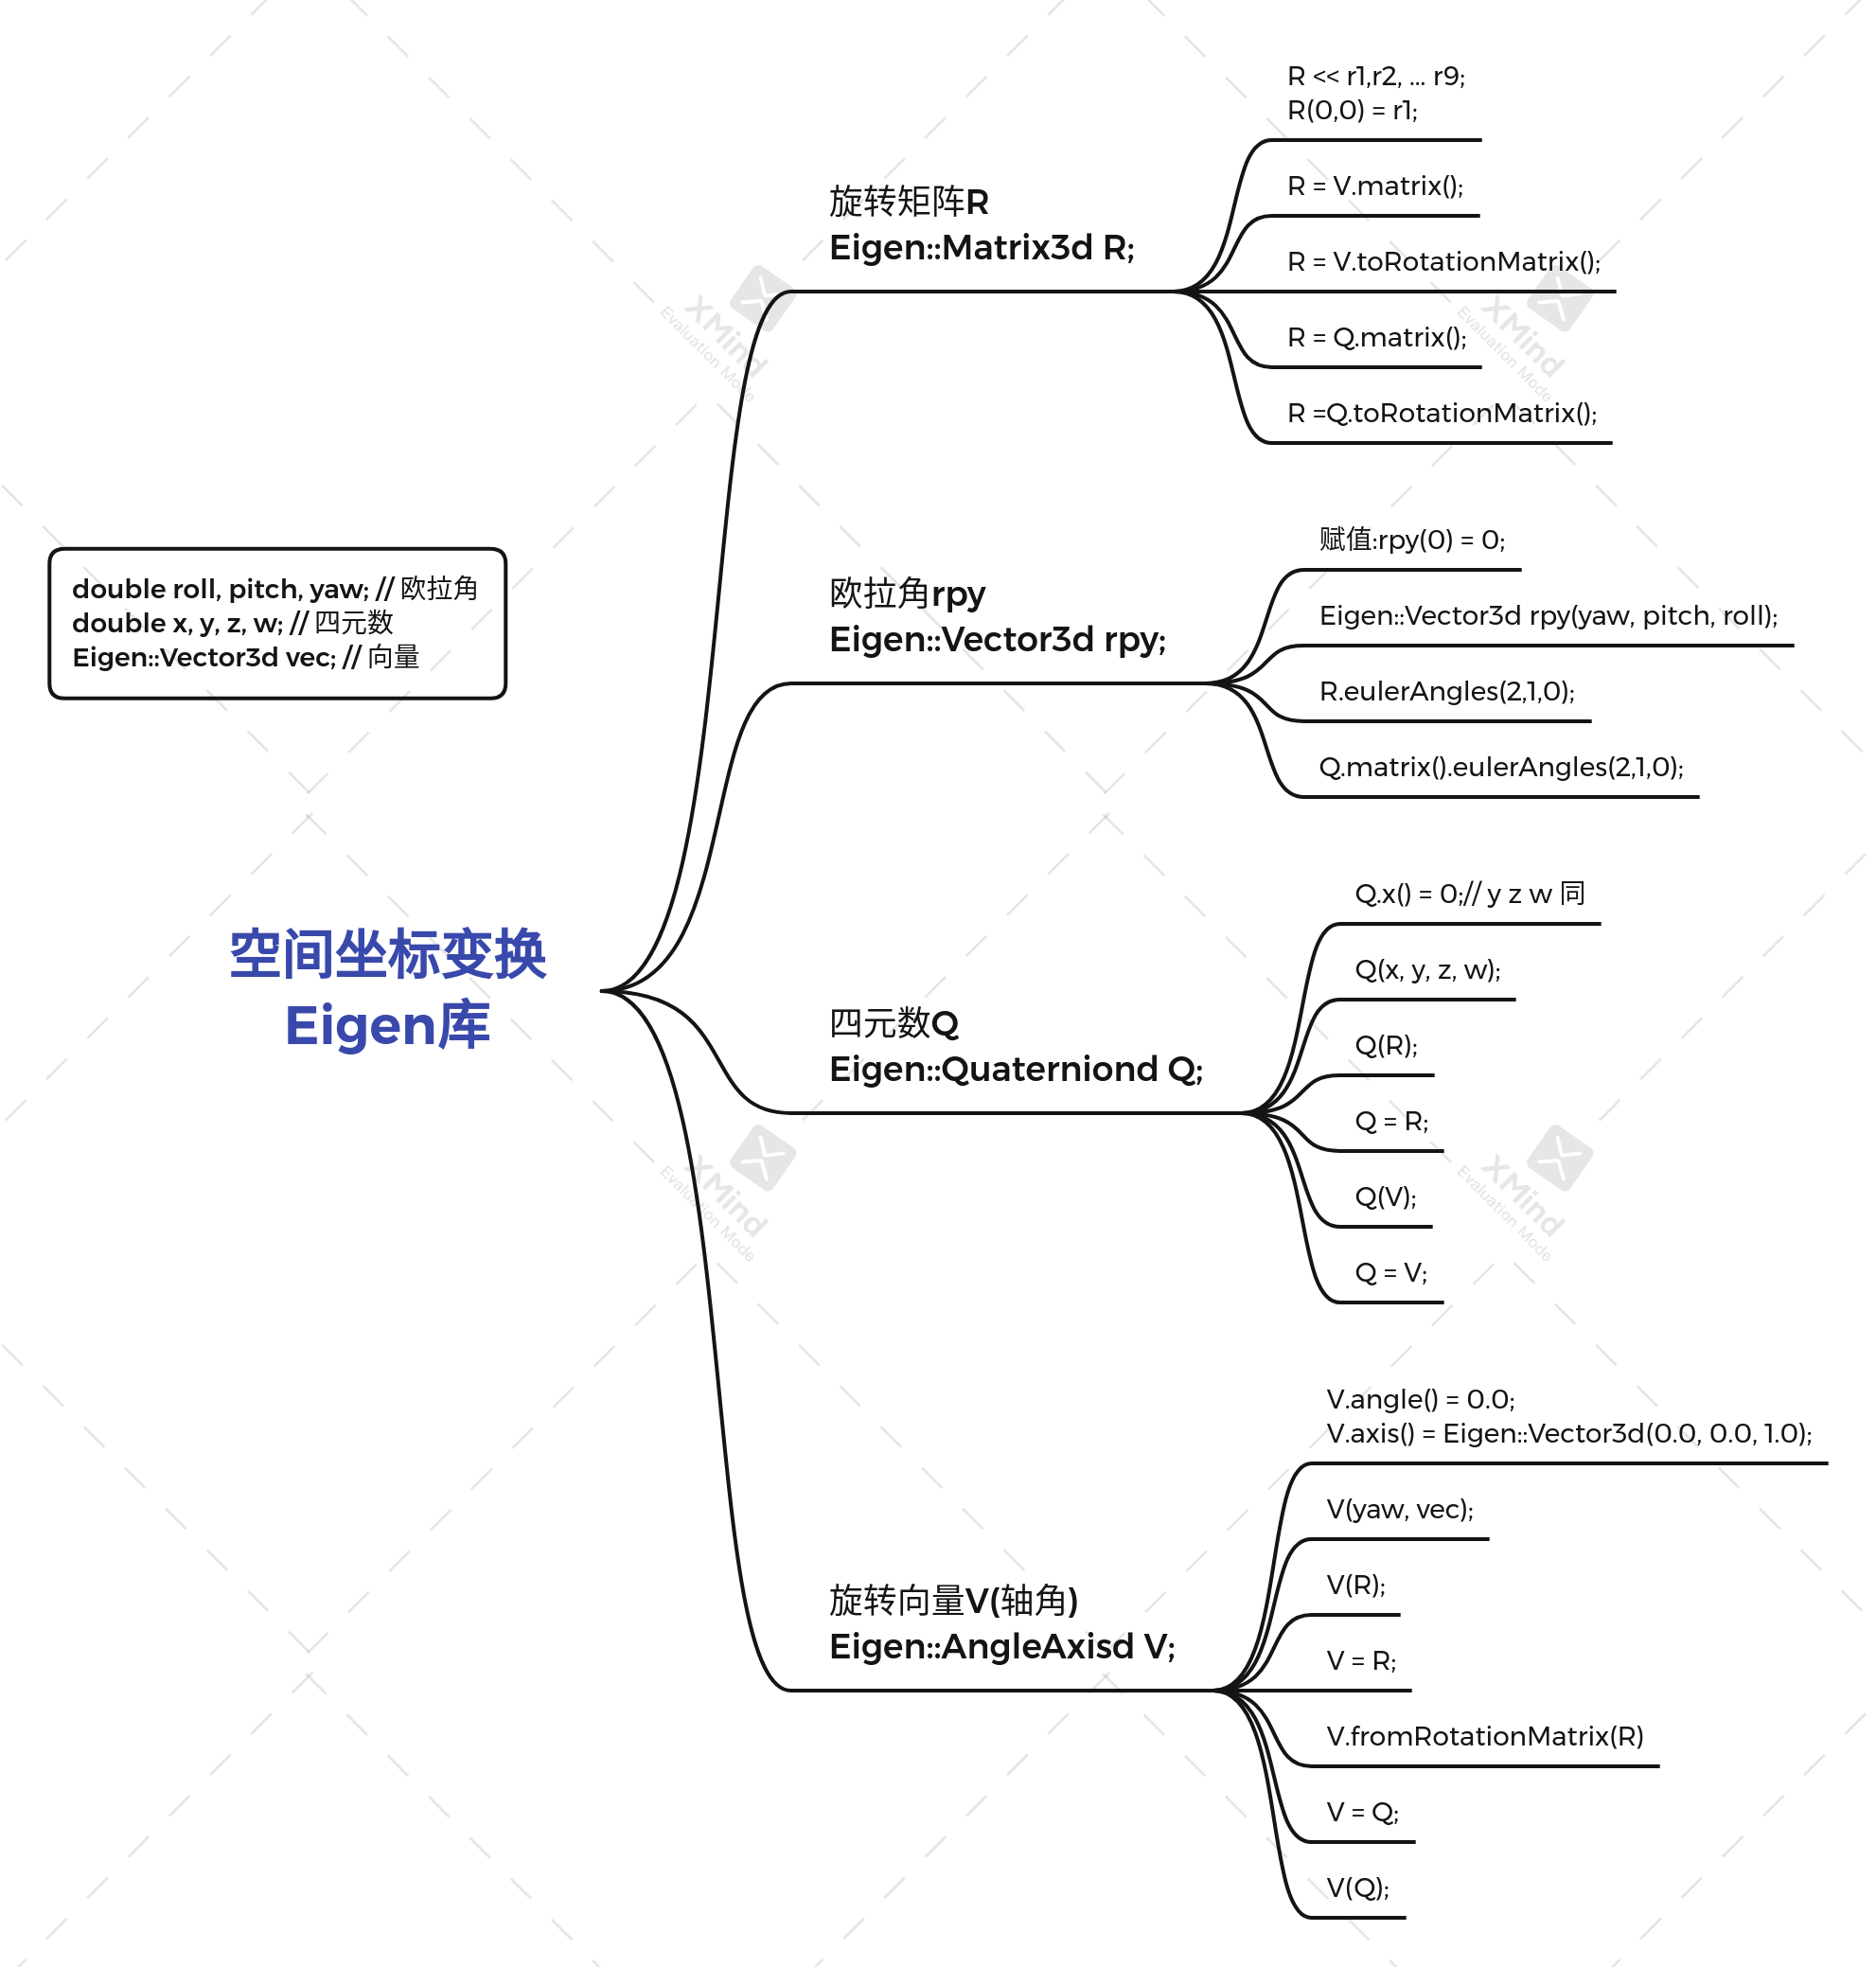 double roll, pitch, yaw; // 欧拉角
double x, y, z, w; // 四元数
Eigen::Vector3d vec; // 向量
空间坐标变换
Eigen库
旋转矩阵R
Eigen::Matrix3d R;
R << r1,r2, ... r9;
R(0,0) = r1;
R = V.matrix();
R = V.toRotationMatrix();
R = Q.matrix();
R =Q.toRotationMatrix();
欧拉角rpy
Eigen::Vector3d rpy;
赋值:rpy(0) = 0;
Eigen::Vector3d rpy(yaw, pitch, roll);
R.eulerAngles(2,1,0);
Q.matrix().eulerAngles(2,1,0);
四元数Q
Eigen::Quaterniond Q;
Q.x() = 0;// y z w 同
Q(x, y, z, w);
Q(R);
Q = R;
Q(V);
Q = V;
旋转向量V(轴角)
Eigen::AngleAxisd V;
V.angle() = 0.0;
V.axis() = Eigen::Vector3d(0.0, 0.0, 1.0);
V(yaw, vec);
V(R);
V = R;
V.fromRotationMatrix(R)
V = Q;
V(Q);
XMind
Evaluation Mode
XMind
Evaluation Mode
XMind
Evaluation Mode
XMind
Evaluation Mode